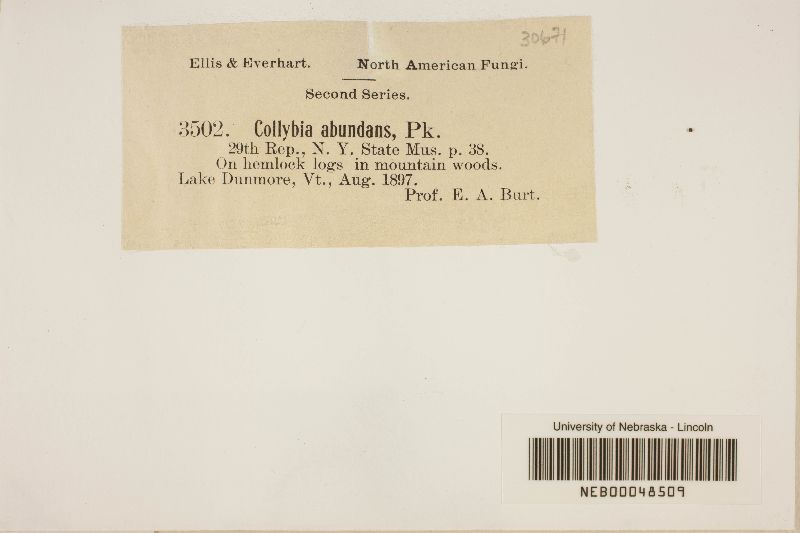 30671
Ellis & Everhart. North American Fungi.
Second Series.
3502. Collybia abundans, Pk.
29th Rep., N. Y. State Mus. p. 38.
On hemlock logs in mountain woods.
Lake Dunmore, Vt., Aug. 1897.
Prof. E. A. Burt.
University of Nebraska - Lincoln
NEB00048509